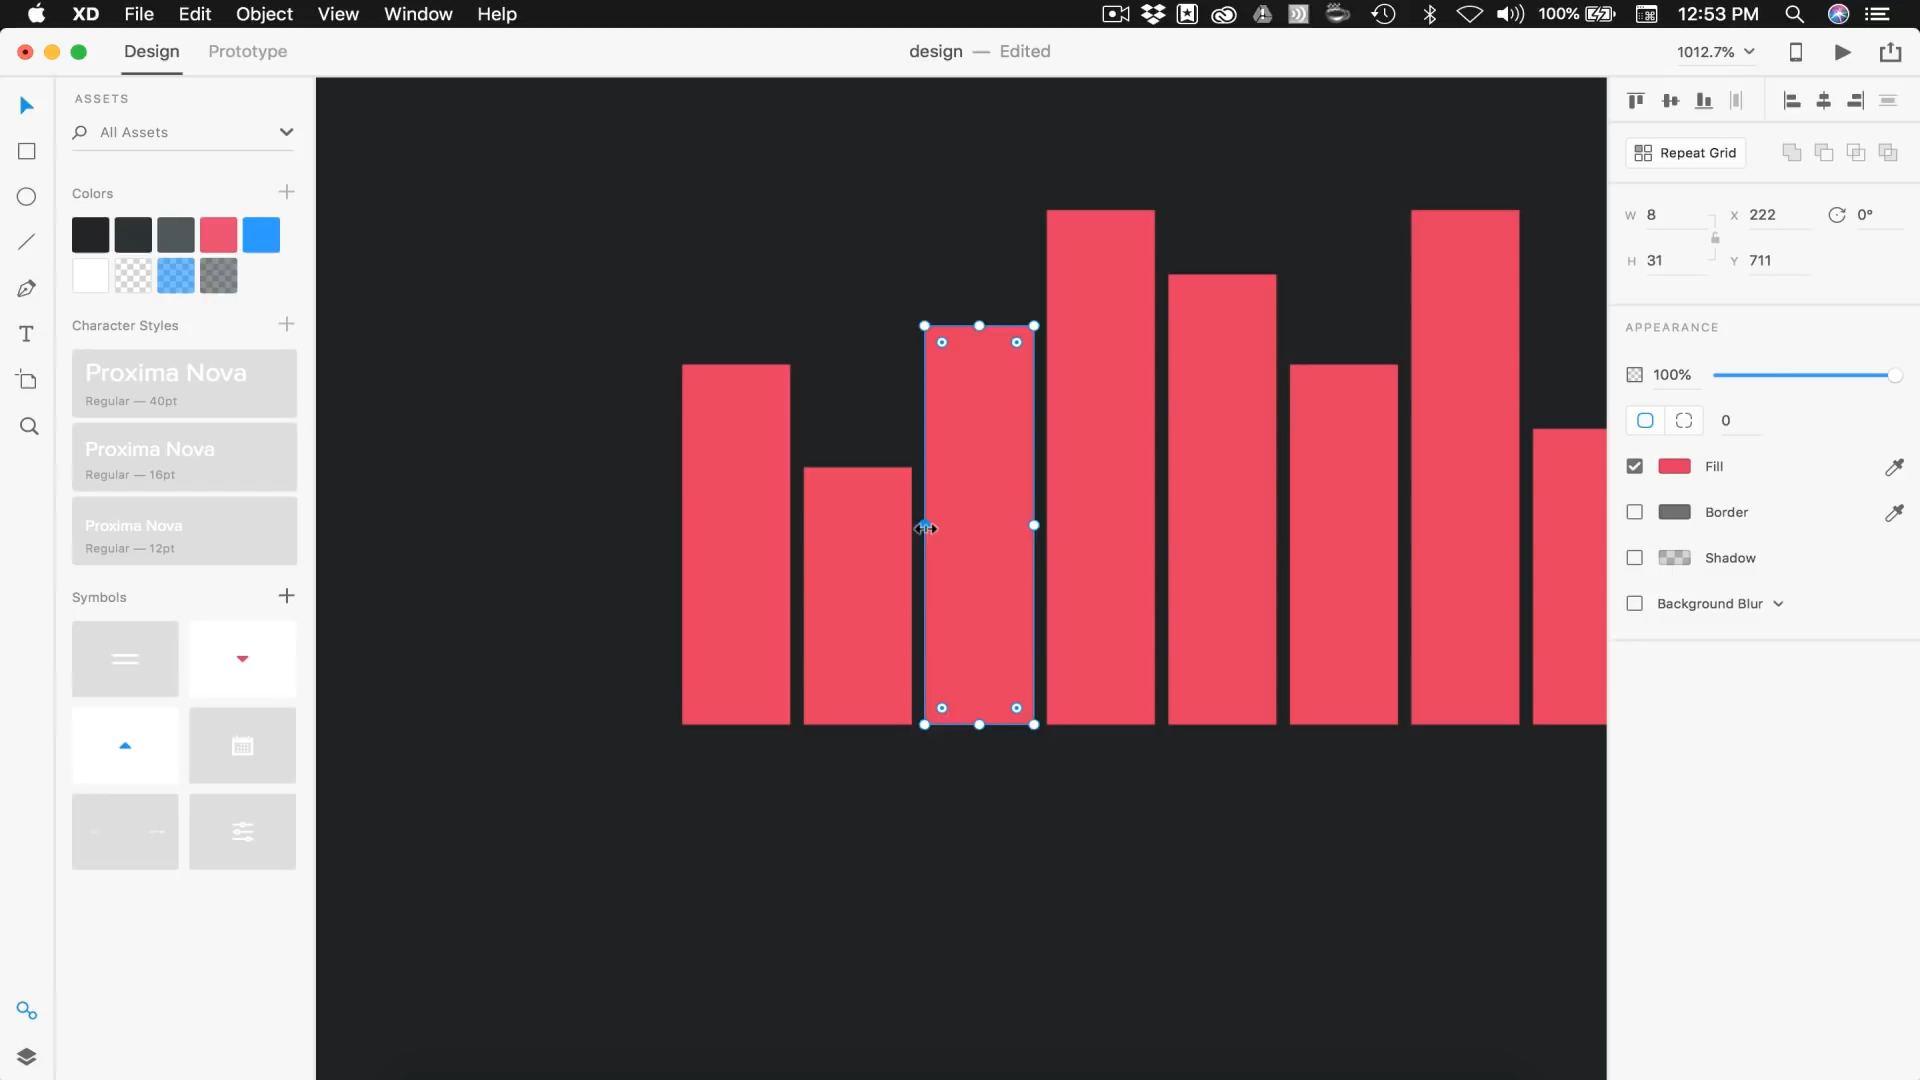 XD File Edit Object View Window Help 100% 12:53 PM
Design Prototype design — Edited 1012.7%
ASSETS
All Assets
Colors
Character Styles
Proxima Nova
Regular — 40pt
Proxima Nova
Regular — 16pt
Proxima Nova
Regular — 12pt
Symbols
Repeat Grid
W 8 X 222 0°
H 31 Y 711
APPEARANCE
100%
0
Fill
Border
Shadow
Background Blur